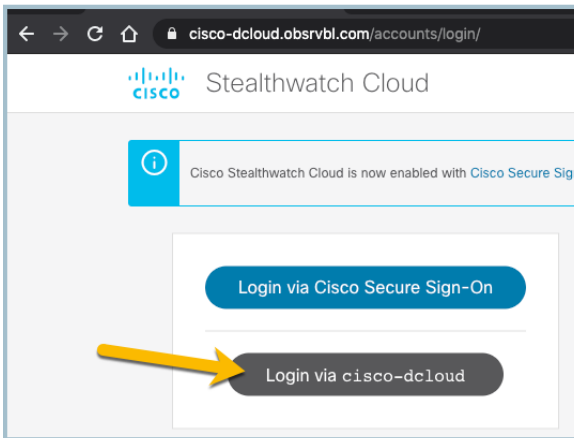 cisco-dcloud.obsrvbl.com/accounts/login/
CISCO Stealthwatch Cloud
Cisco Stealthwatch Cloud is now enabled with Cisco Secure Sig
Login via Cisco Secure Sign-On
Login via cisco-dcloud